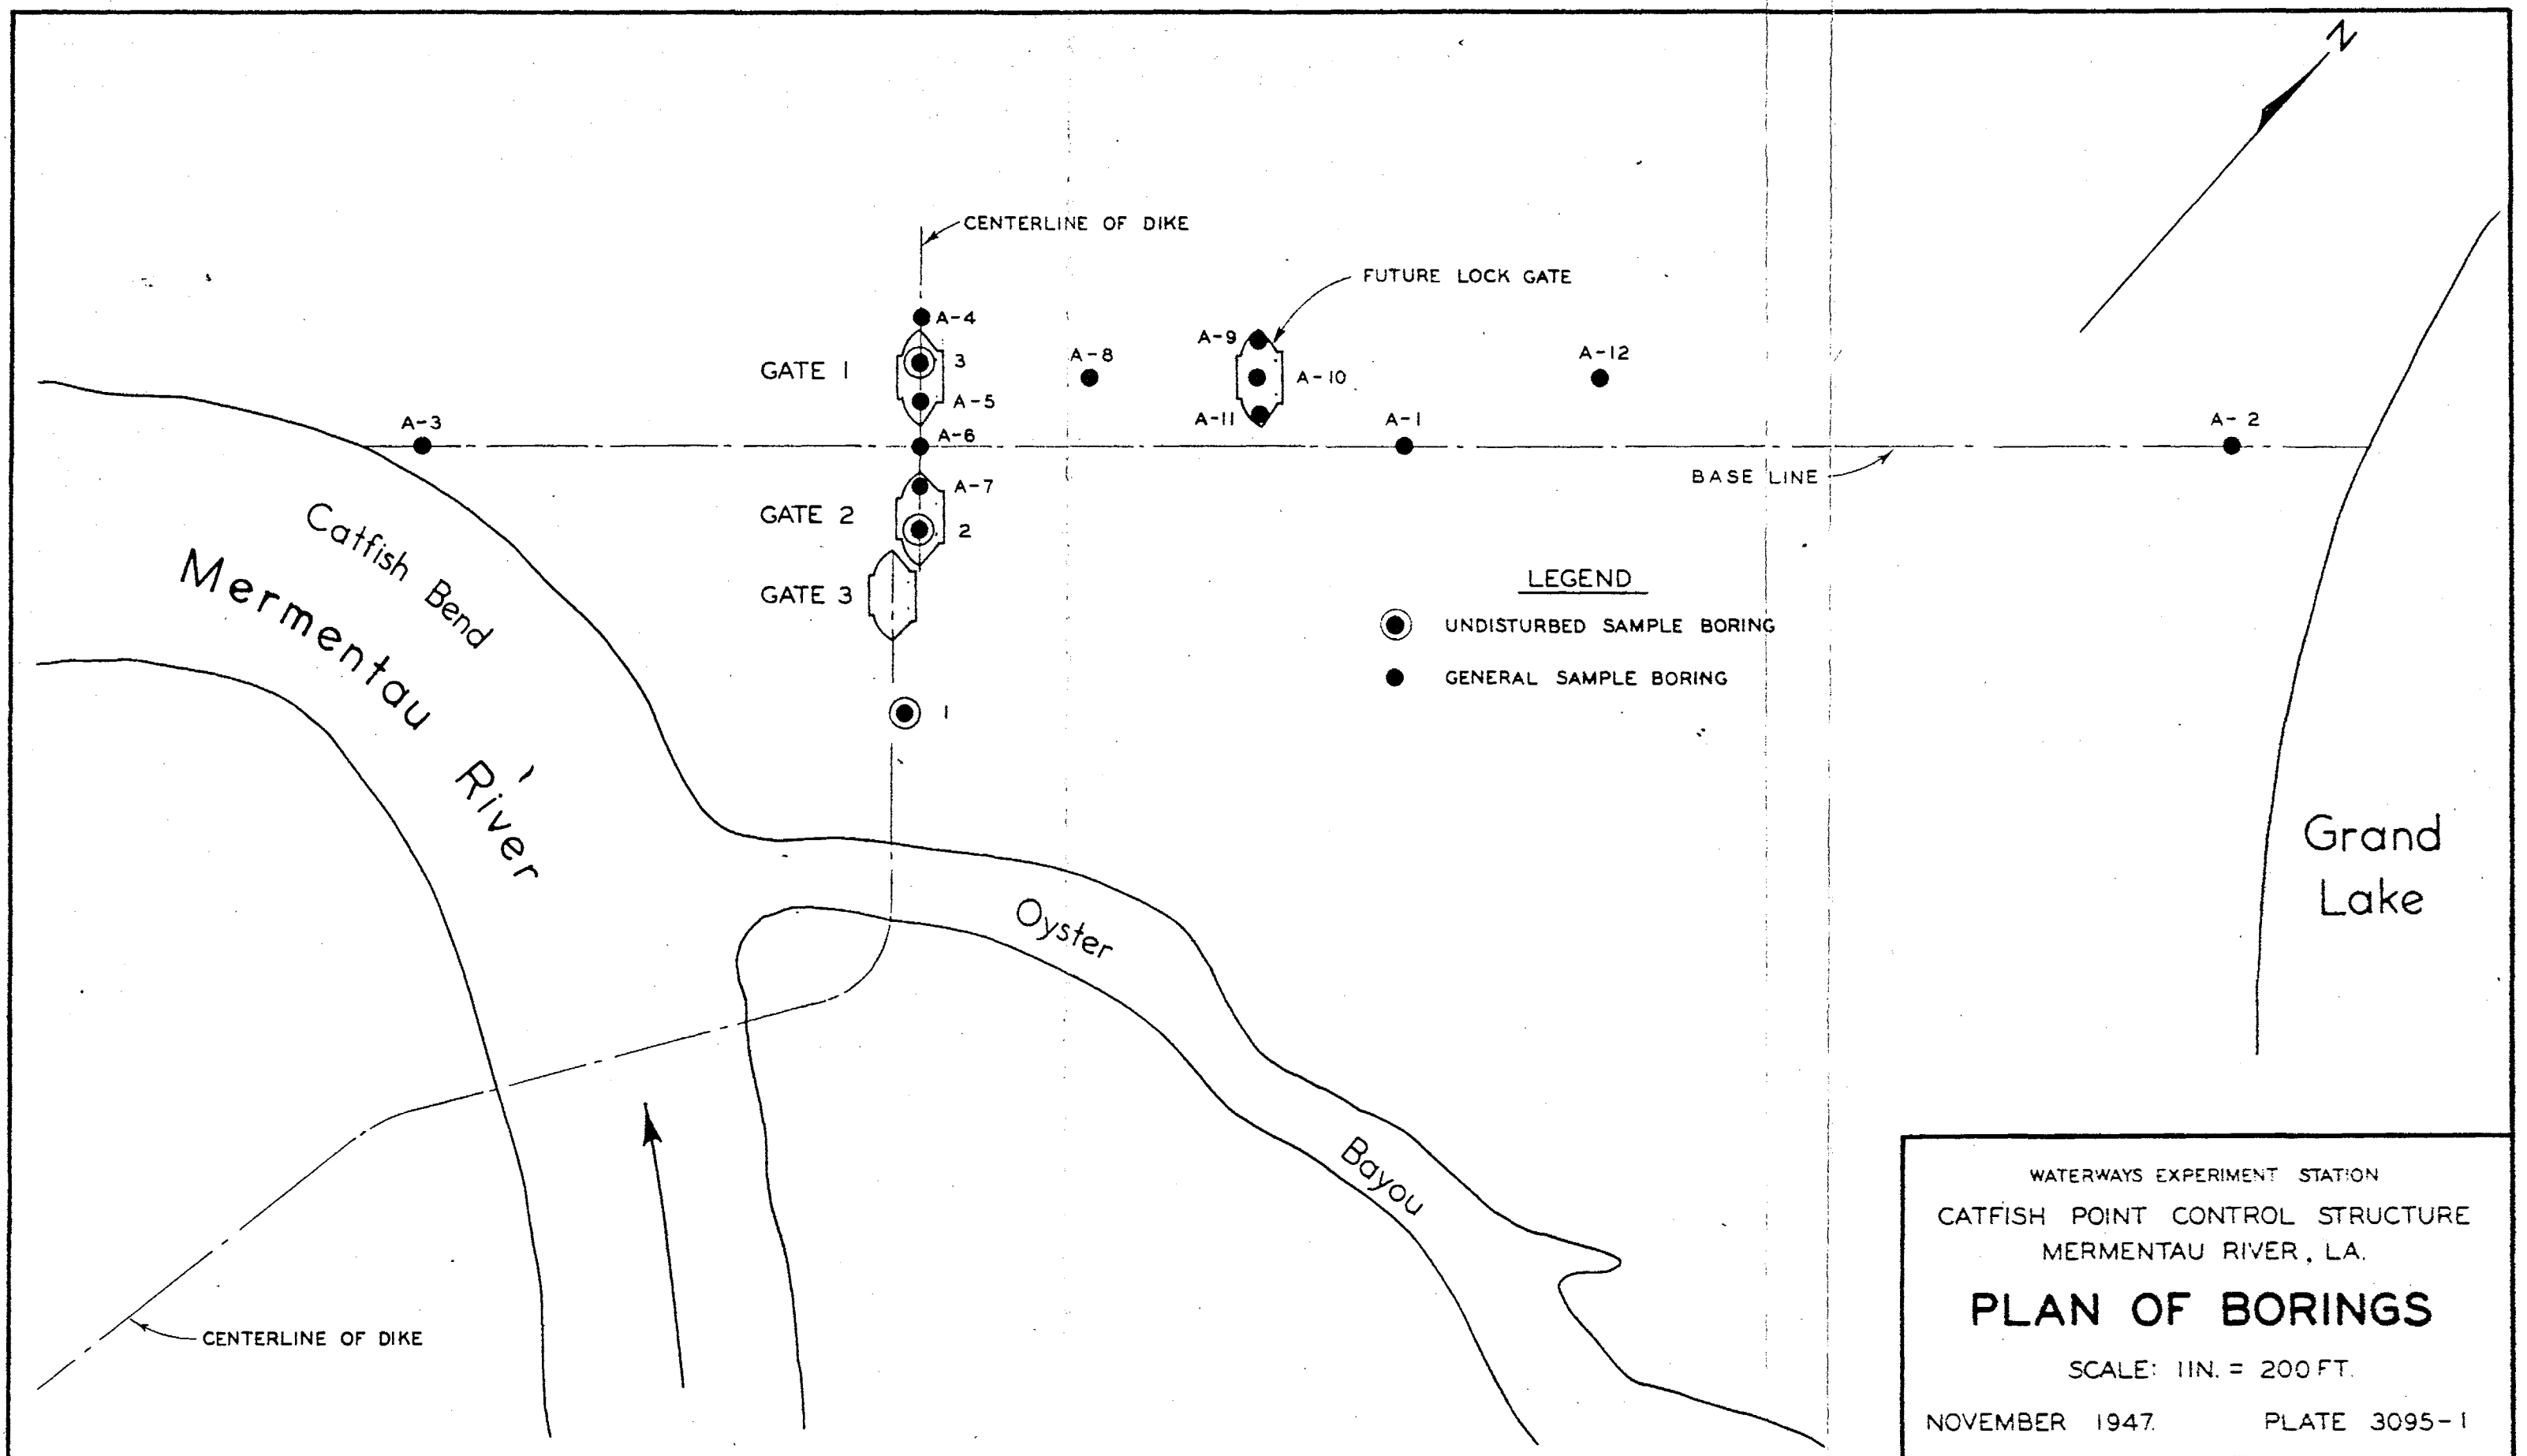 N
CENTERLINE OF DIKE
FUTURE LOCK GATE
A-4
GATE 1
3
A-5
A-8
A-9
A-10
A-11
A-12
A-3
A-6
A-1
A-2
BASE LINE
A-7
GATE 2
2
GATE 3
Catfish Bend
Mermentau River
LEGEND
UNDISTURBED SAMPLE BORING
GENERAL SAMPLE BORING
1
Grand
Lake
Oyster
Bayou
CENTERLINE OF DIKE
WATERWAYS EXPERIMENT STATION
CATFISH POINT CONTROL STRUCTURE
MERMENTAU RIVER, LA.
PLAN OF BORINGS
SCALE: 1IN. = 200 FT.
NOVEMBER 1947. PLATE 3095-1